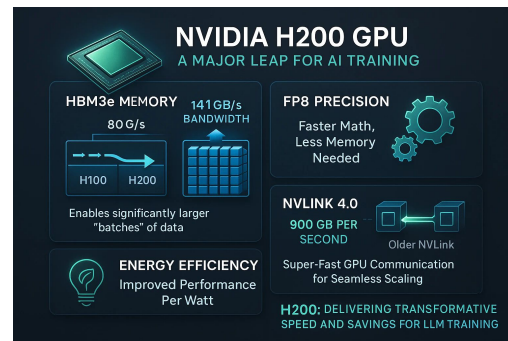 NVIDIA H200 GPU
A MAJOR LEAP FOR AI TRAINING
HBM3e MEMORY
80 G/s
141 GB/s
BANDWIDTH
H100
H200
Enables significantly larger
"batches" of data
FP8 PRECISION
Faster Math,
Less Memory
Needed
NVLINK 4.0
900 GB PER
SECOND
Older NVLink
Super-Fast GPU Communication
for Seamless Scaling
ENERGY EFFICIENCY
Improved Performance
Per Watt
H200: DELIVERING TRANSFORMATIVE
SPEED AND SAVINGS FOR LLM TRAINING